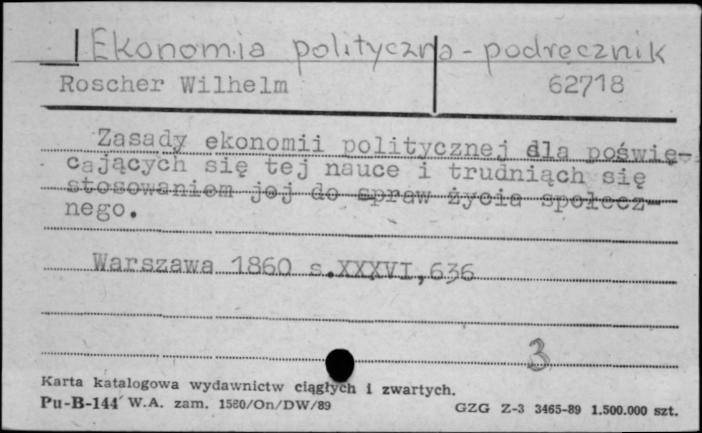 Ekonomia polityczna - podręcznik
Roscher Wilhelm 62718
Zasady ekonomii politycznej dla poświę-
cających się tej nauce i trudniąch się
stosowaniem jej do spraw życia społecz-
nego.
Warszawa 1860 s.XXXVI,636
3
Karta katalogowa wydawnictw ciągłych i zwartych.
Pu-B-144 W.A. zam. 1580/On/DW/89 GZG Z-3 3465-89 1.500.000 szt.